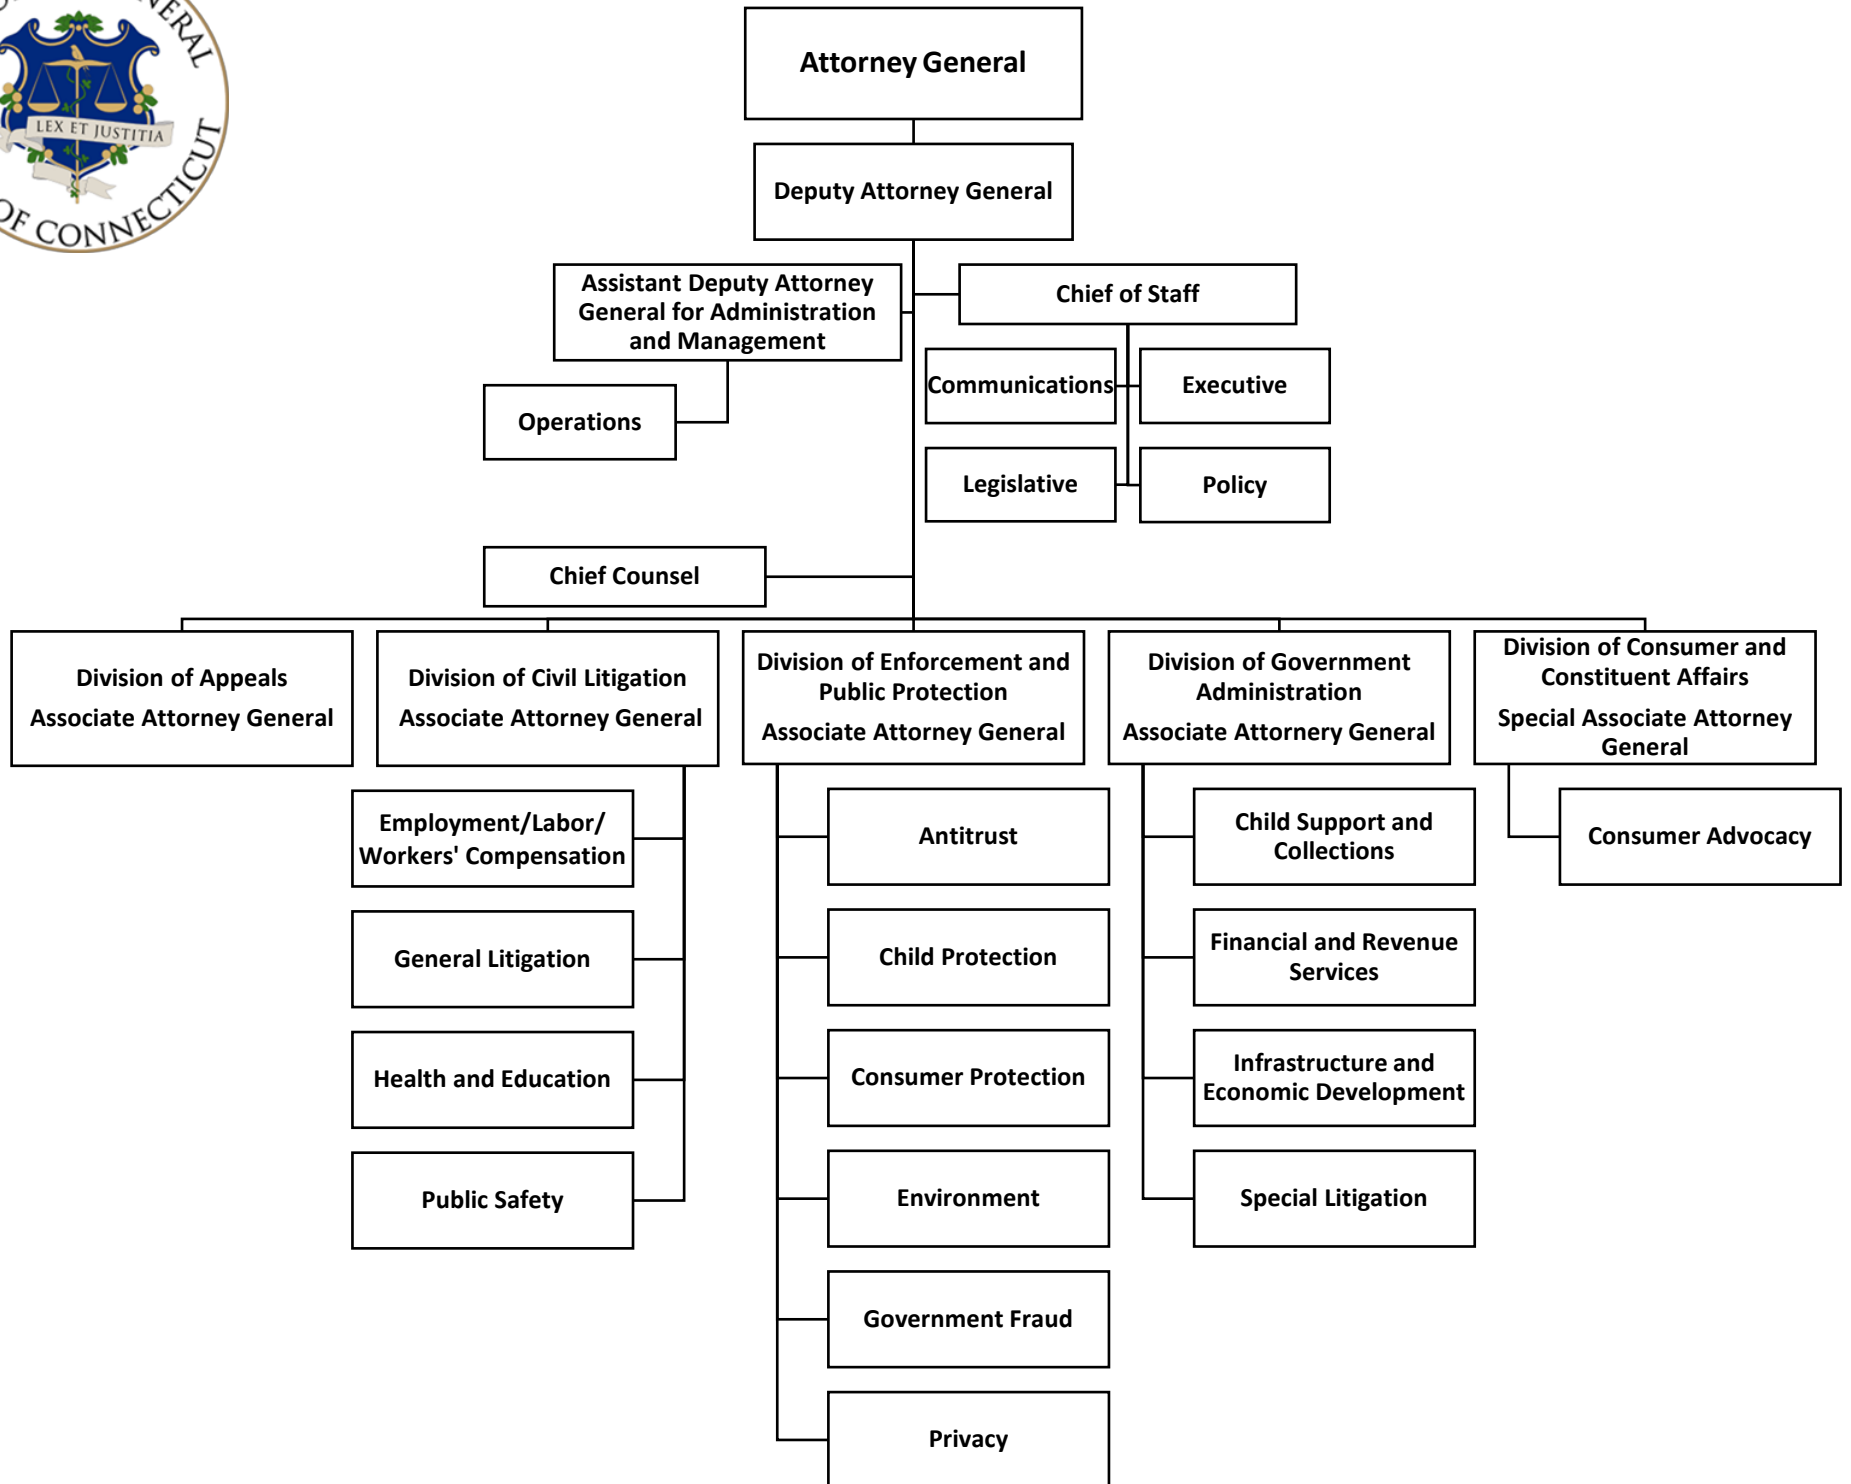 NERAL
LEX ET JUSTITIA
OF CONNECTICUT
Attorney General
Deputy Attorney General
Assistant Deputy Attorney
General for Administration
and Management
Chief of Staff
Communications
Executive
Operations
Legislative
Policy
Chief Counsel
Division of Appeals
Associate Attorney General
Division of Civil Litigation
Associate Attorney General
Division of Enforcement and
Public Protection
Associate Attorney General
Division of Government
Administration
Associate Attornery General
Division of Consumer and
Constituent Affairs
Special Associate Attorney
General
Employment/Labor/
Workers' Compensation
General Litigation
Health and Education
Public Safety
Antitrust
Child Protection
Consumer Protection
Environment
Government Fraud
Privacy
Child Support and
Collections
Financial and Revenue
Services
Infrastructure and
Economic Development
Special Litigation
Consumer Advocacy